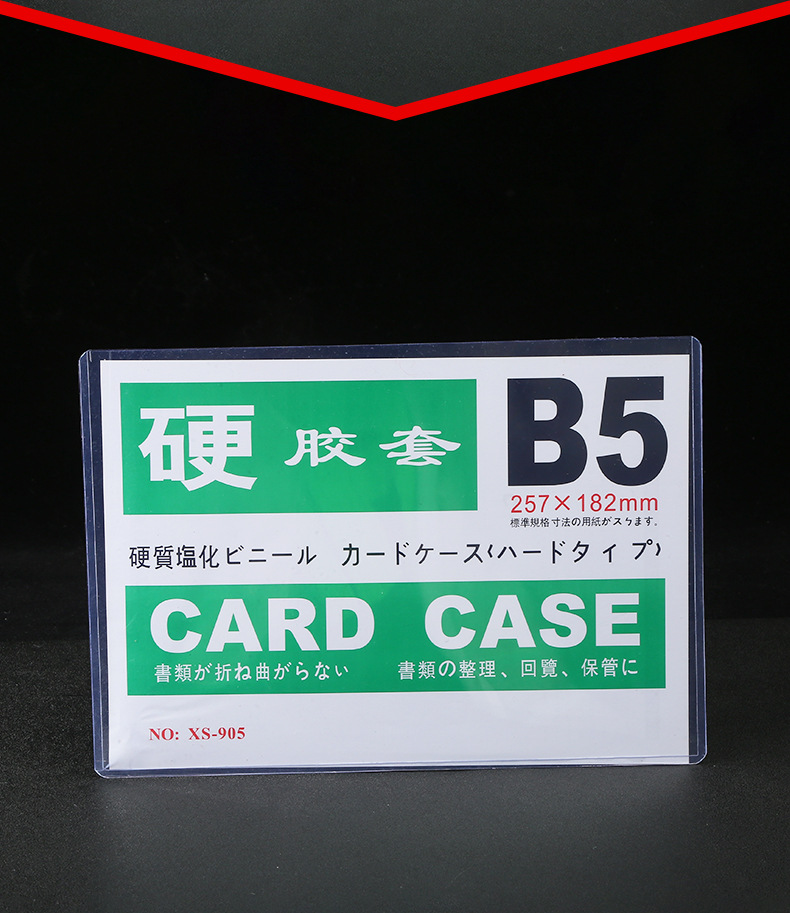 硬 胶套
B5
257×182mm
標準規格寸法の用紙がスㄅます。
硬質塩化ビニール カードケース〈ハードタイプ〉
CARD CASE
書類が折ね曲がらない 書類の整理、回覽、保管に
NO: XS-905